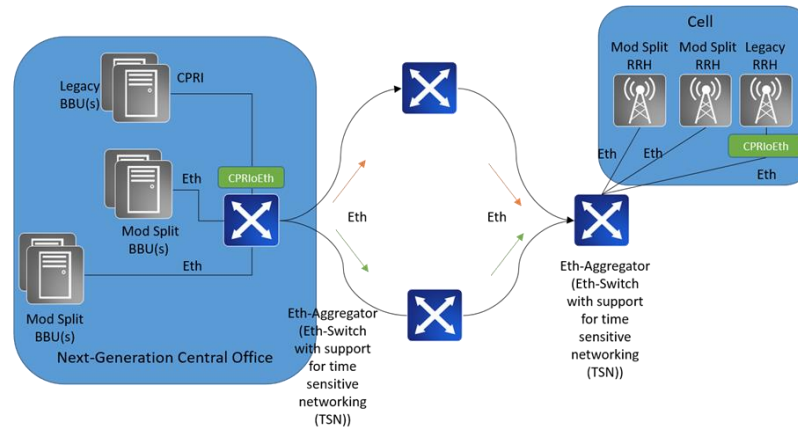 Legacy
BBU(s)
CPRI
CPRIoEth
Eth
Mod Split
BBU(s)
Eth
Mod Split
BBU(s)
Next-Generation Central Office
Eth
Eth
Eth-Aggregator
(Eth-Switch
with support
for time
sensitive
networking
(TSN))
Cell
Mod Split
RRH
Mod Split
RRH
Legacy
RRH
CPRIoEth
Eth
Eth
Eth
Eth-Aggregator
(Eth-Switch
with support
for time
sensitive
networking
(TSN))